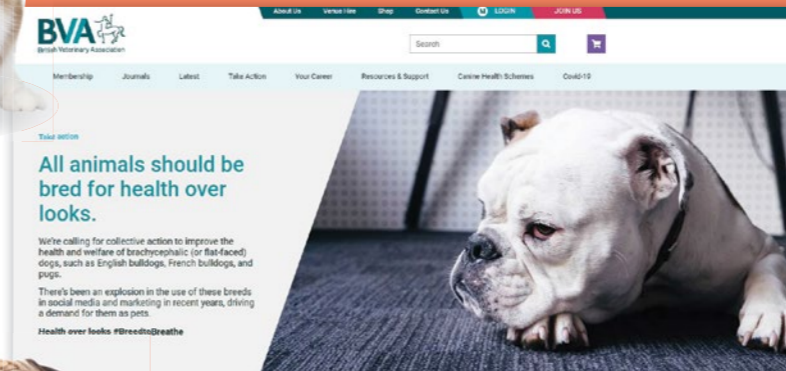 About Us Venue Hire Shop Contact Us LOGIN JOIN US
BVA
British Veterinary Association
Search
Membership Journals Latest Take Action Your Career Resources & Support Canine Health Schemes Covid-19
Take action
All animals should be
bred for health over
looks.
We're calling for collective action to improve the
health and welfare of brachycephalic (or flat-faced)
dogs, such as English bulldogs, French bulldogs, and
pugs.
There's been an explosion in the use of these breeds
in social media and marketing in recent years, driving
a demand for them as pets.
Health over looks #BreedtoBreathe